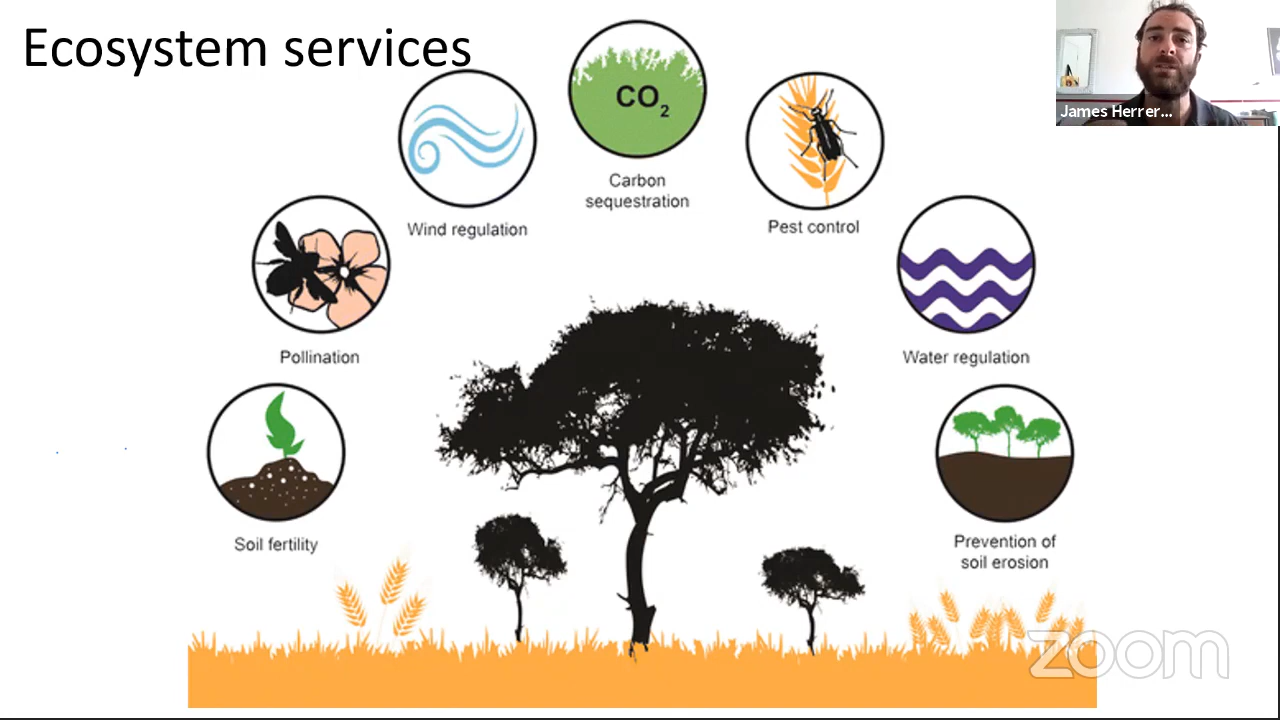 Ecosystem services
James Herrer...
CO2
Carbon
sequestration
Wind regulation
Pest control
Pollination
Water regulation
Soil fertility
Prevention of
soil erosion
zoom